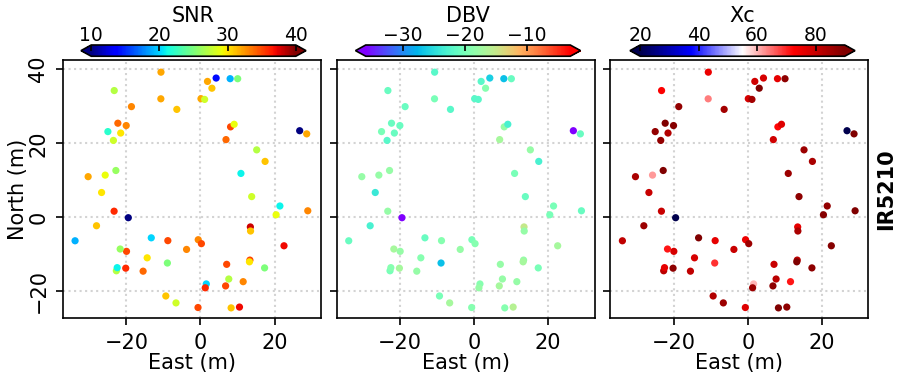 SNR DBV Xc
10 20 30 40 −30 −20 −10 20 40 60 80
40
20
0
−20
North (m)
IR5210
−20 0 20 −20 0 20 −20 0 20
East (m) East (m) East (m)